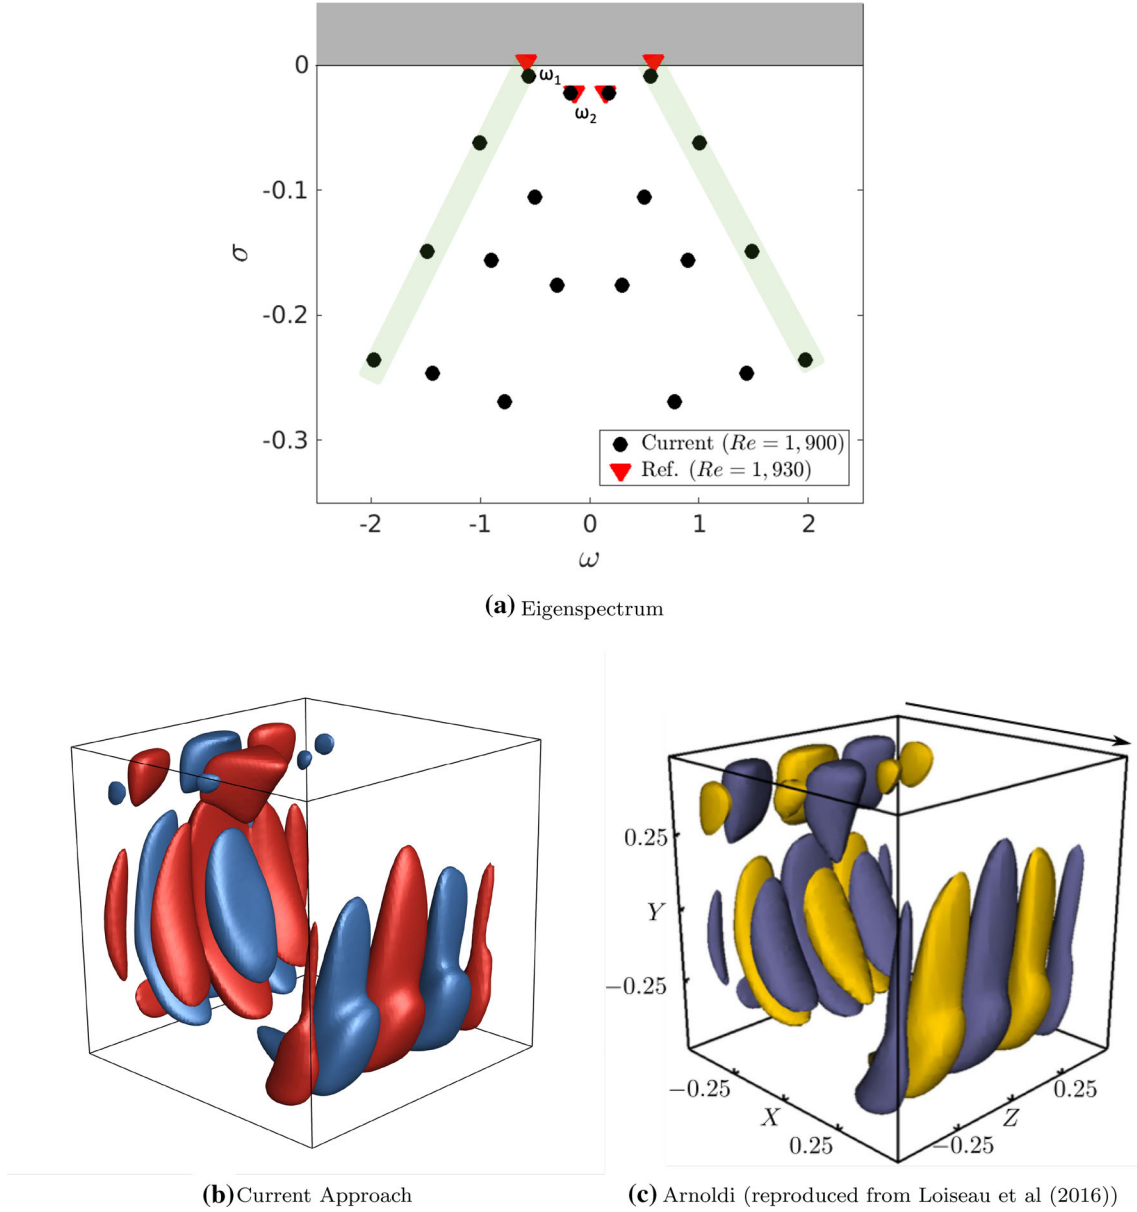 0
-0.1
-0.2
-0.3
σ
ω₁
ω₂
Current (Re = 1, 900)
Ref. (Re = 1, 930)
-2 -1 0 1 2
ω
(a) Eigenspectrum
0.25
Y
−0.25
−0.25
X
0.25
−0.25
Z
0.25
(b) Current Approach
(c) Arnoldi (reproduced from Loiseau et al (2016))